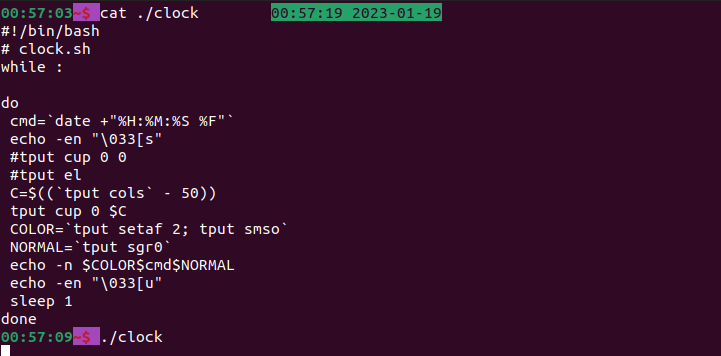 00:57:03~$ cat ./clock 00:57:19 2023-01-19
#!/bin/bash
# clock.sh
while :

do
 cmd=`date +"%H:%M:%S %F"`
 echo -en "\033[s"
 #tput cup 0 0
 #tput el
 C=$((`tput cols` - 50))
 tput cup 0 $C
 COLOR=`tput setaf 2; tput smso`
 NORMAL=`tput sgr0`
 echo -n $COLOR$cmd$NORMAL
 echo -en "\033[u"
 sleep 1
done
00:57:09~$ ./clock